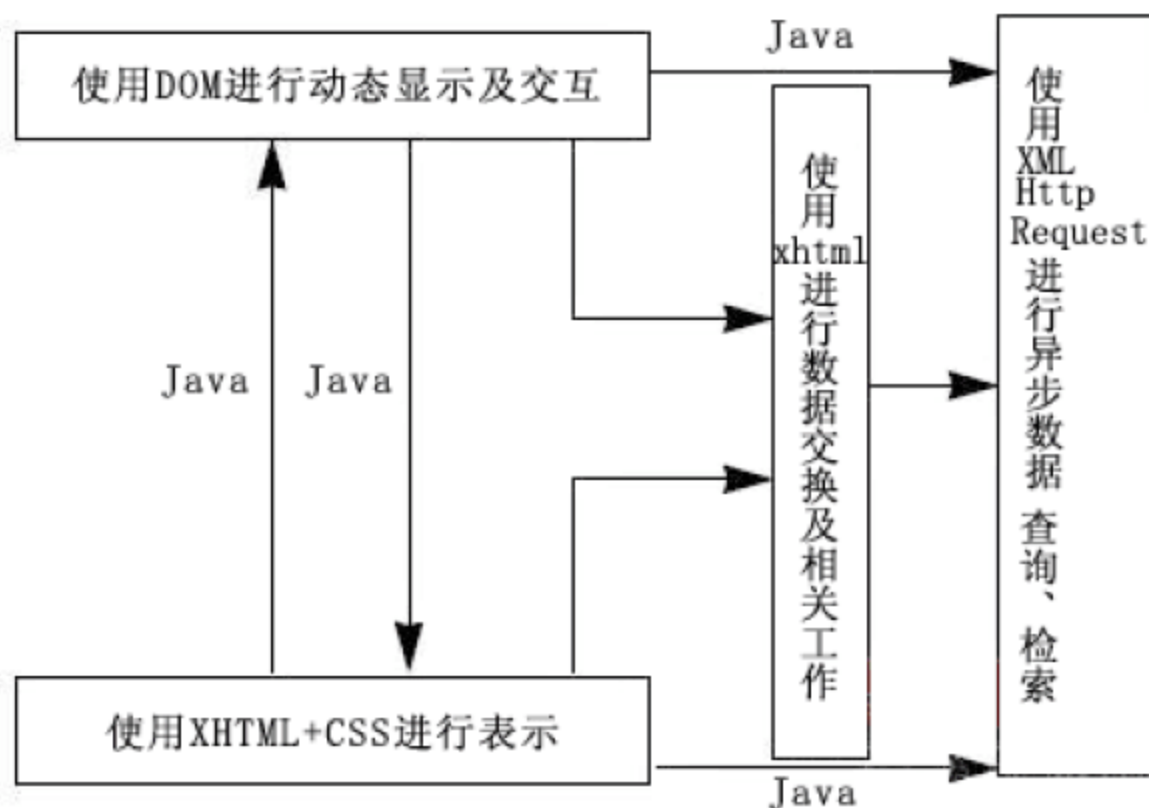 Java
使用DOM进行动态显示及交互
使用xhtml进行数据交换及相关工作
使用XML Http Request进行异步数据查询、检索
Java
Java
使用XHTML+CSS进行表示
Java